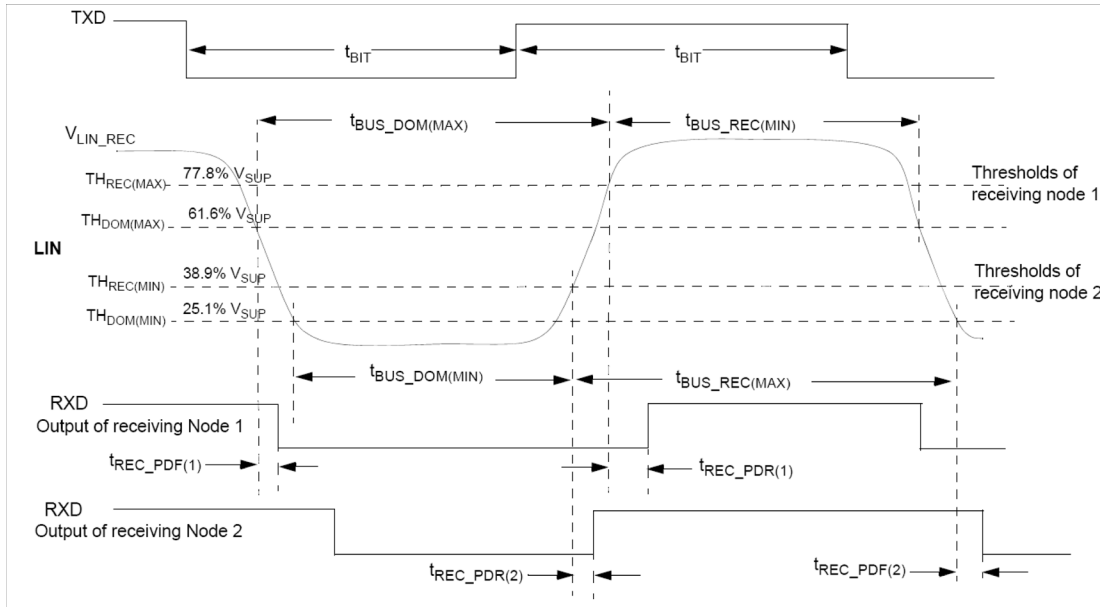 TXD
tBIT
tBIT
tBUS_DOM(MAX)
tBUS_REC(MIN)
VLIN_REC
THREC(MAX) 77.8% VSUP
Thresholds of
receiving node 1
THDOM(MAX) 61.6% VSUP
LIN
THREC(MIN) 38.9% VSUP
Thresholds of
receiving node 2
THDOM(MIN) 25.1% VSUP
tBUS_DOM(MIN)
tBUS_REC(MAX)
RXD
Output of receiving Node 1
tREC_PDF(1)
tREC_PDR(1)
RXD
Output of receiving Node 2
tREC_PDR(2)
tREC_PDF(2)